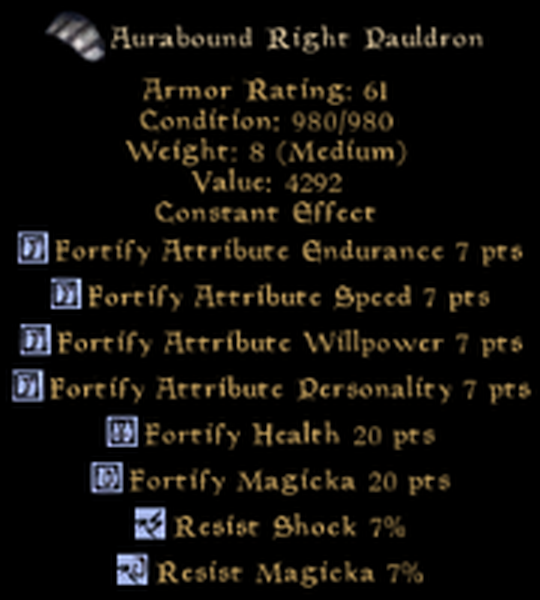 Aurabound Right Pauldron
Armor Rating: 61
Condition: 980/980
Weight: 8 (Medium)
Value: 4292
Constant Effect
Fortify Attribute Endurance 7 pts
Fortify Attribute Speed 7 pts
Fortify Attribute Willpower 7 pts
Fortify Attribute Personality 7 pts
Fortify Health 20 pts
Fortify Magicka 20 pts
Resist Shock 7%
Resist Magicka 7%